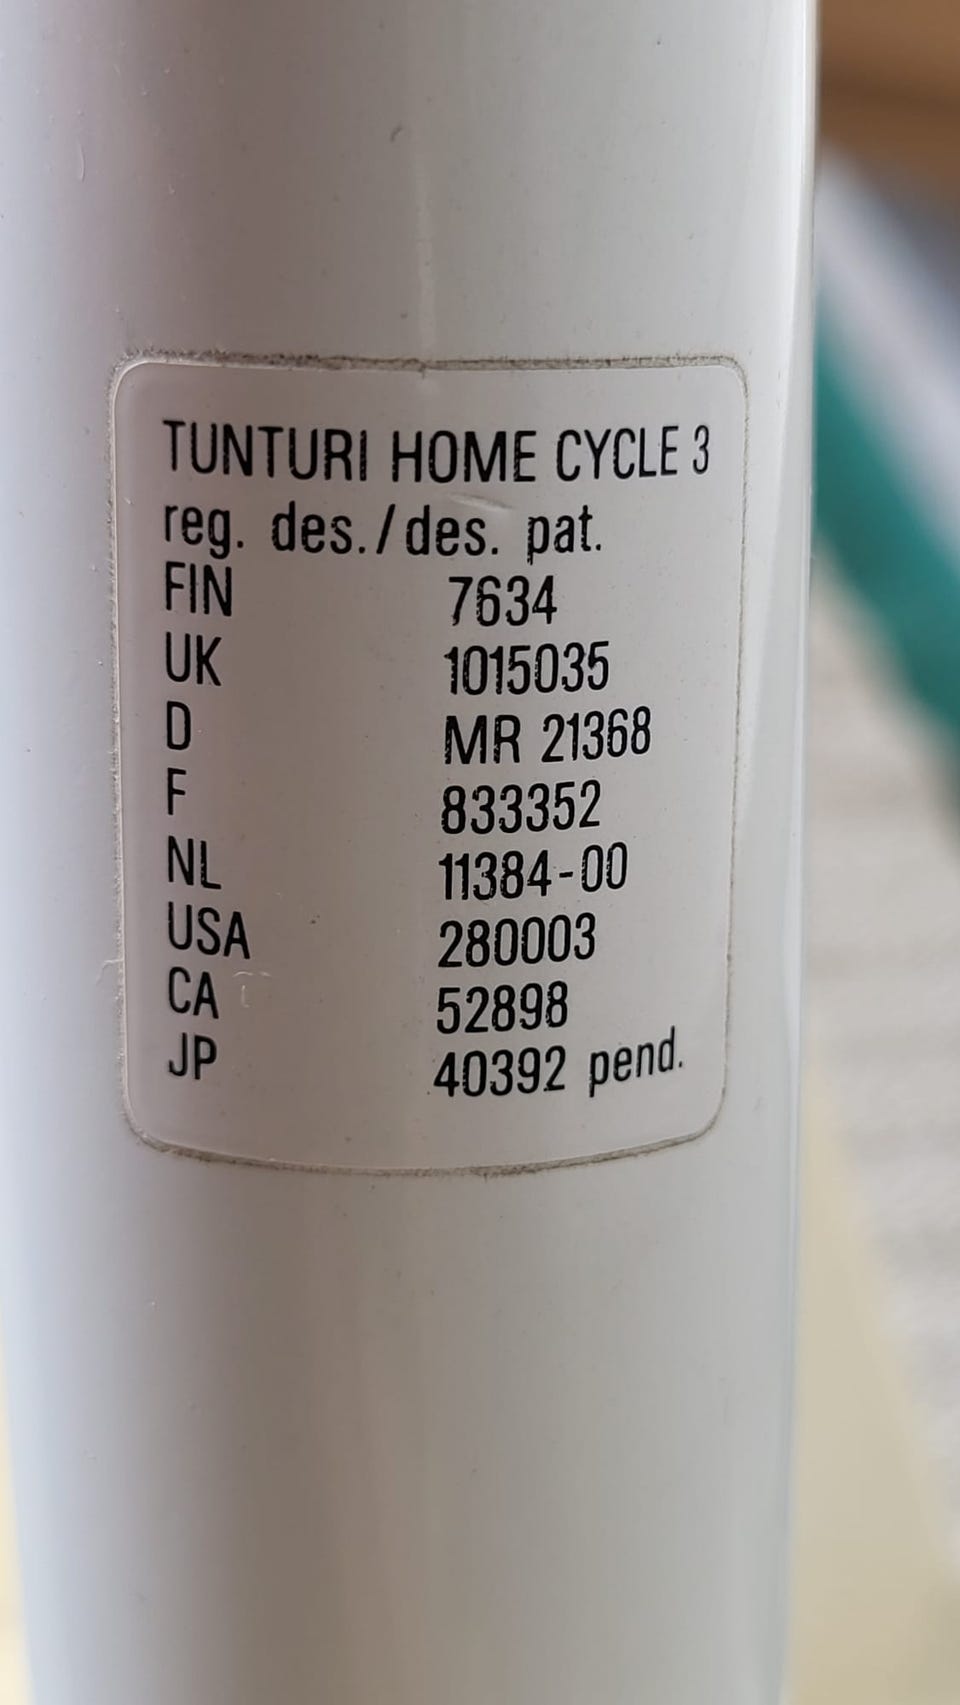 TUNTURI HOME CYCLE 3
reg. des./des. pat.
FIN 7634
UK 1015035
D MR 21368
F 833352
NL 11384-00
USA 280003
CA 52898
JP 40392 pend.